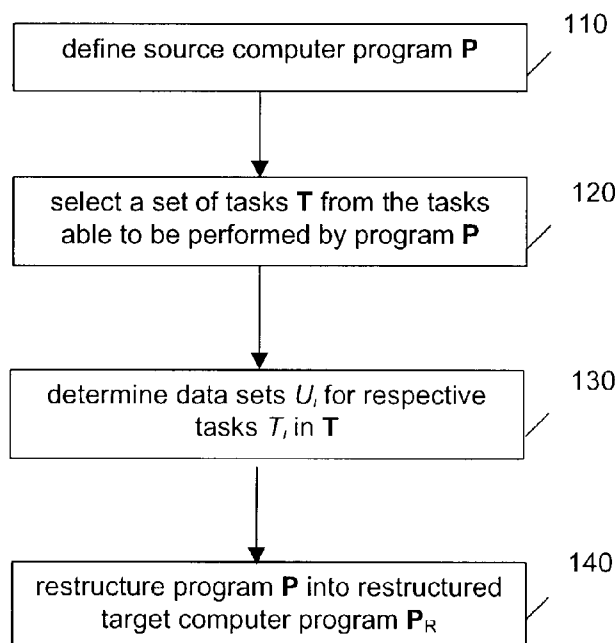 110
define source computer program P
120
select a set of tasks T from the tasks
able to be performed by program P
130
determine data sets Ui for respective
tasks Ti in T
140
restructure program P into restructured
target computer program PR